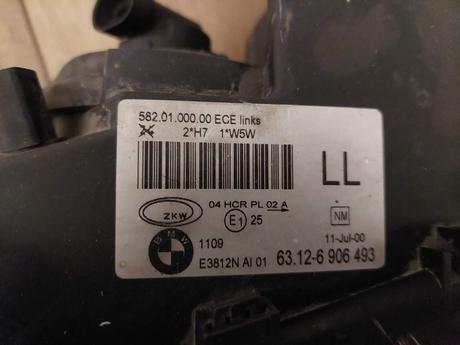 582.01.000.00 ECE links
2*H7 1*W5W
LL
ZKW
04 HCR PL 02 A
E1 25
NM
BMW
1109
11-Jul-00
E3812N AI 01
63.12-6 906 493